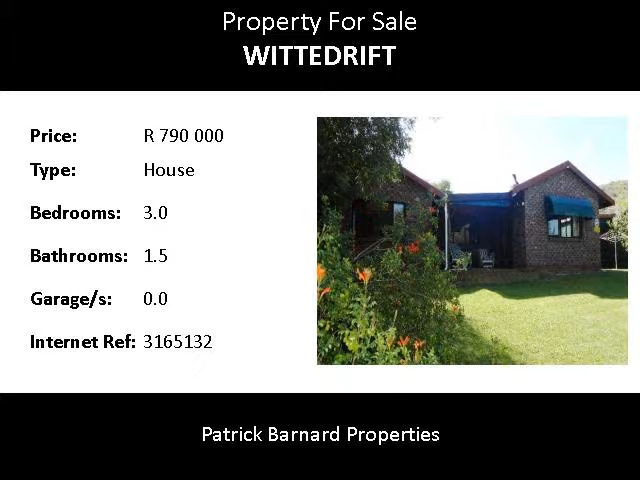 Property For Sale
WITTEDRIFT
Price: R 790 000
Type: House
Bedrooms: 3.0
Bathrooms: 1.5
Garage/s: 0.0
Internet Ref: 3165132
Patrick Barnard Properties